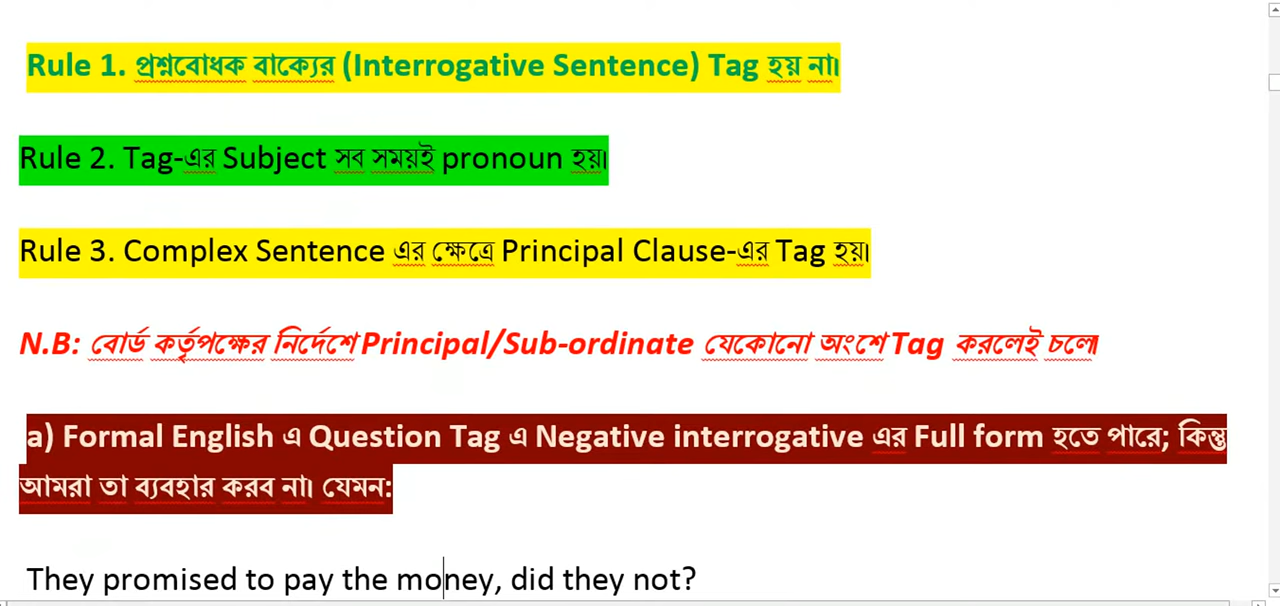 Rule 1. প্রশ্নবোধক বাক্যের (Interrogative Sentence) Tag হয় না।
Rule 2. Tag-এর Subject সব সময়ই pronoun হয়।
Rule 3. Complex Sentence এর ক্ষেত্রে Principal Clause-এর Tag হয়।
N.B: বোর্ড কর্তৃপক্ষের নির্দেশে Principal/Sub-ordinate যেকোনো অংশে Tag করলেই চলে।
a) Formal English এ Question Tag এ Negative interrogative এর Full form হতে পারে; কিন্তু
আমরা তা ব্যবহার করব না। যেমন:
They promised to pay the money, did they not?